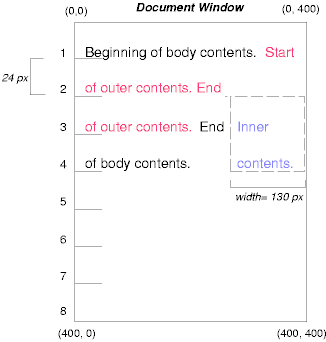 Document Window
(0,0) (0, 400)
1 Beginning of body contents. Start
24 px
2 of outer contents. End
3 of outer contents. End Inner
4 of body contents. contents.
width= 130 px
5
6
7
8
(400, 0) (400, 400)